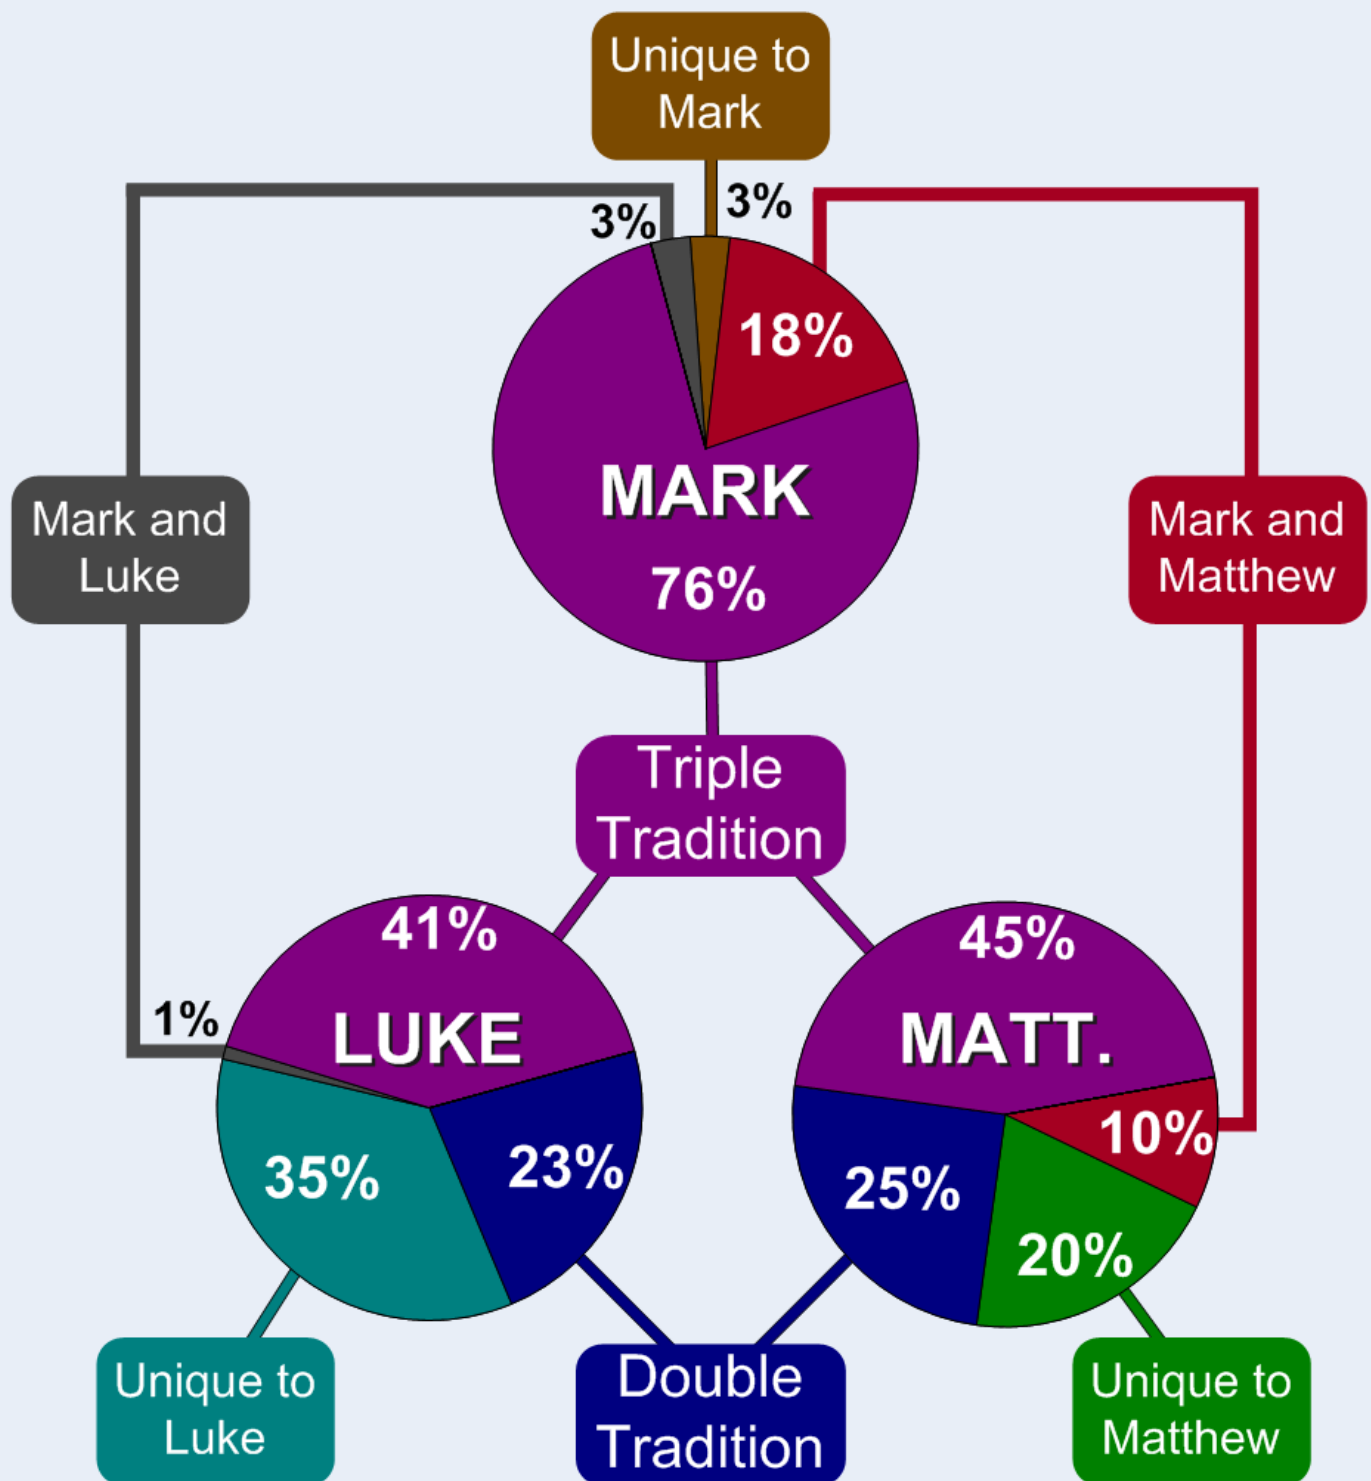 Unique to
Mark
3%
3%
18%
MARK
76%
Mark and
Luke
Mark and
Matthew
Triple
Tradition
41%
LUKE
1%
35%
23%
45%
MATT.
10%
25%
20%
Unique to
Luke
Double
Tradition
Unique to
Matthew